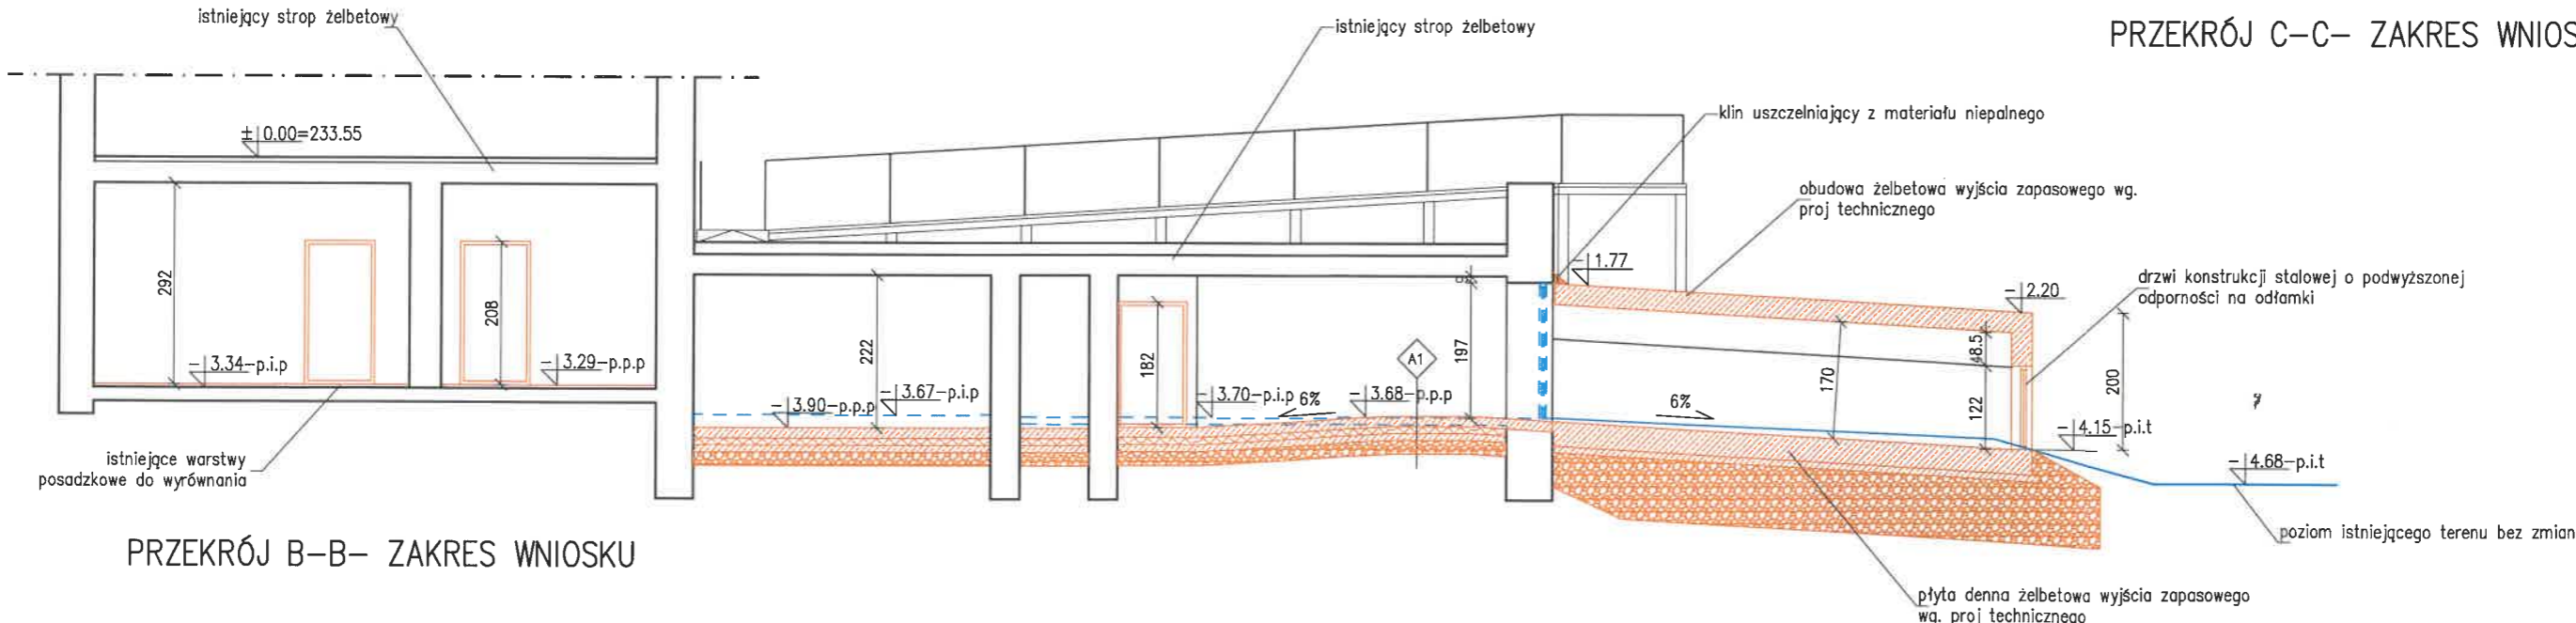 istniejący strop żelbetowy
istniejący strop żelbetowy
PRZEKRÓJ C-C- ZAKRES WNIOS
±0.00=233.55
klin uszczelniający z materiału niepalnego
obudowa żelbetowa wyjścia zapasowego wg.
proj technicznego
-1.77
drzwi konstrukcji stalowej o podwyższonej
odporności na odłamki
-2.20
292
208
222
182
9
197
170
48.5
122
200
A1
-3.34-p.i.p
-3.29-p.p.p
-3.90-p.p.p
-3.67-p.i.p
-3.70-p.i.p
6%
-3.68-p.p.p
6%
-4.15-p.i.t
-4.68-p.i.t
istniejące warstwy
posadzkowe do wyrównania
poziom istniejącego terenu bez zmian
PRZEKRÓJ B-B- ZAKRES WNIOSKU
płyta denna żelbetowa wyjścia zapasowego
wg. proj technicznego